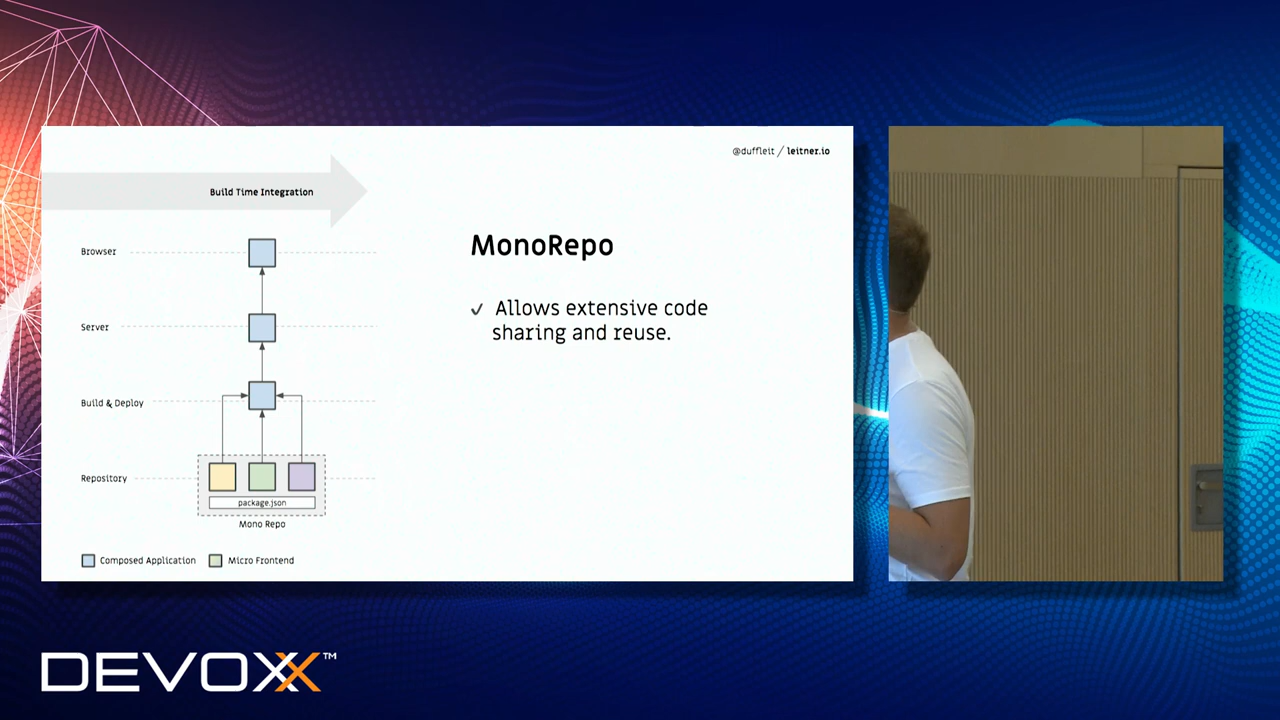 @duffleit / leitner.io
Build Time Integration
MonoRepo
✓ Allows extensive code
sharing and reuse.
Browser
Server
Build & Deploy
Repository
package.json
Mono Repo
Composed Application
Micro Frontend
DEVOXX™